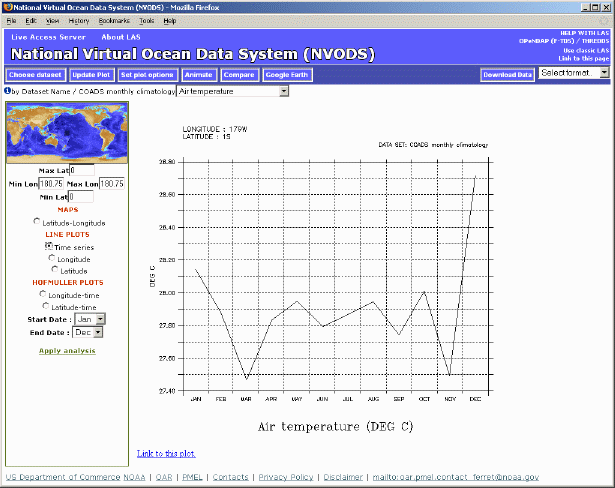 National Virtual Ocean Data System (NVODS) - Mozilla Firefox
File Edit View History Bookmarks Tools Help
Live Access Server About LAS
HELP WITH LAS
OPeNDAP (F-TDS) / THREDDS
National Virtual Ocean Data System (NVODS)
Use classic LAS
Link to this page
Choose dataset Update Plot Set plot options Animate Compare Google Earth Download Data Select format..
by Dataset Name / COADS monthly climatology Air temperature
Max Lat 0
Min Lon 180.75 Max Lon 180.75
Min Lat 0
MAPS
Latitude-Longitude
LINE PLOTS
Time series
Longitude
Latitude
HOFMULLER PLOTS
Longitude-time
Latitude-time
Start Date : Jan
End Date : Dec
Apply analysis
LONGITUDE : 179W
LATITUDE : 1S
DATA SET: COADS monthly climatology
28.80
28.60
28.40
28.20
28.00
27.80
27.60
27.40
DEG C
JAN FEB MAR APR MAY JUN JUL AUG SEP OCT NOV DEC
Air temperature (DEG C)
Link to this plot.
US Department of Commerce NOAA | OAR | PMEL | Contacts | Privacy Policy | Disclaimer | mailto:oar.pmel.contact_ferret@noaa.gov